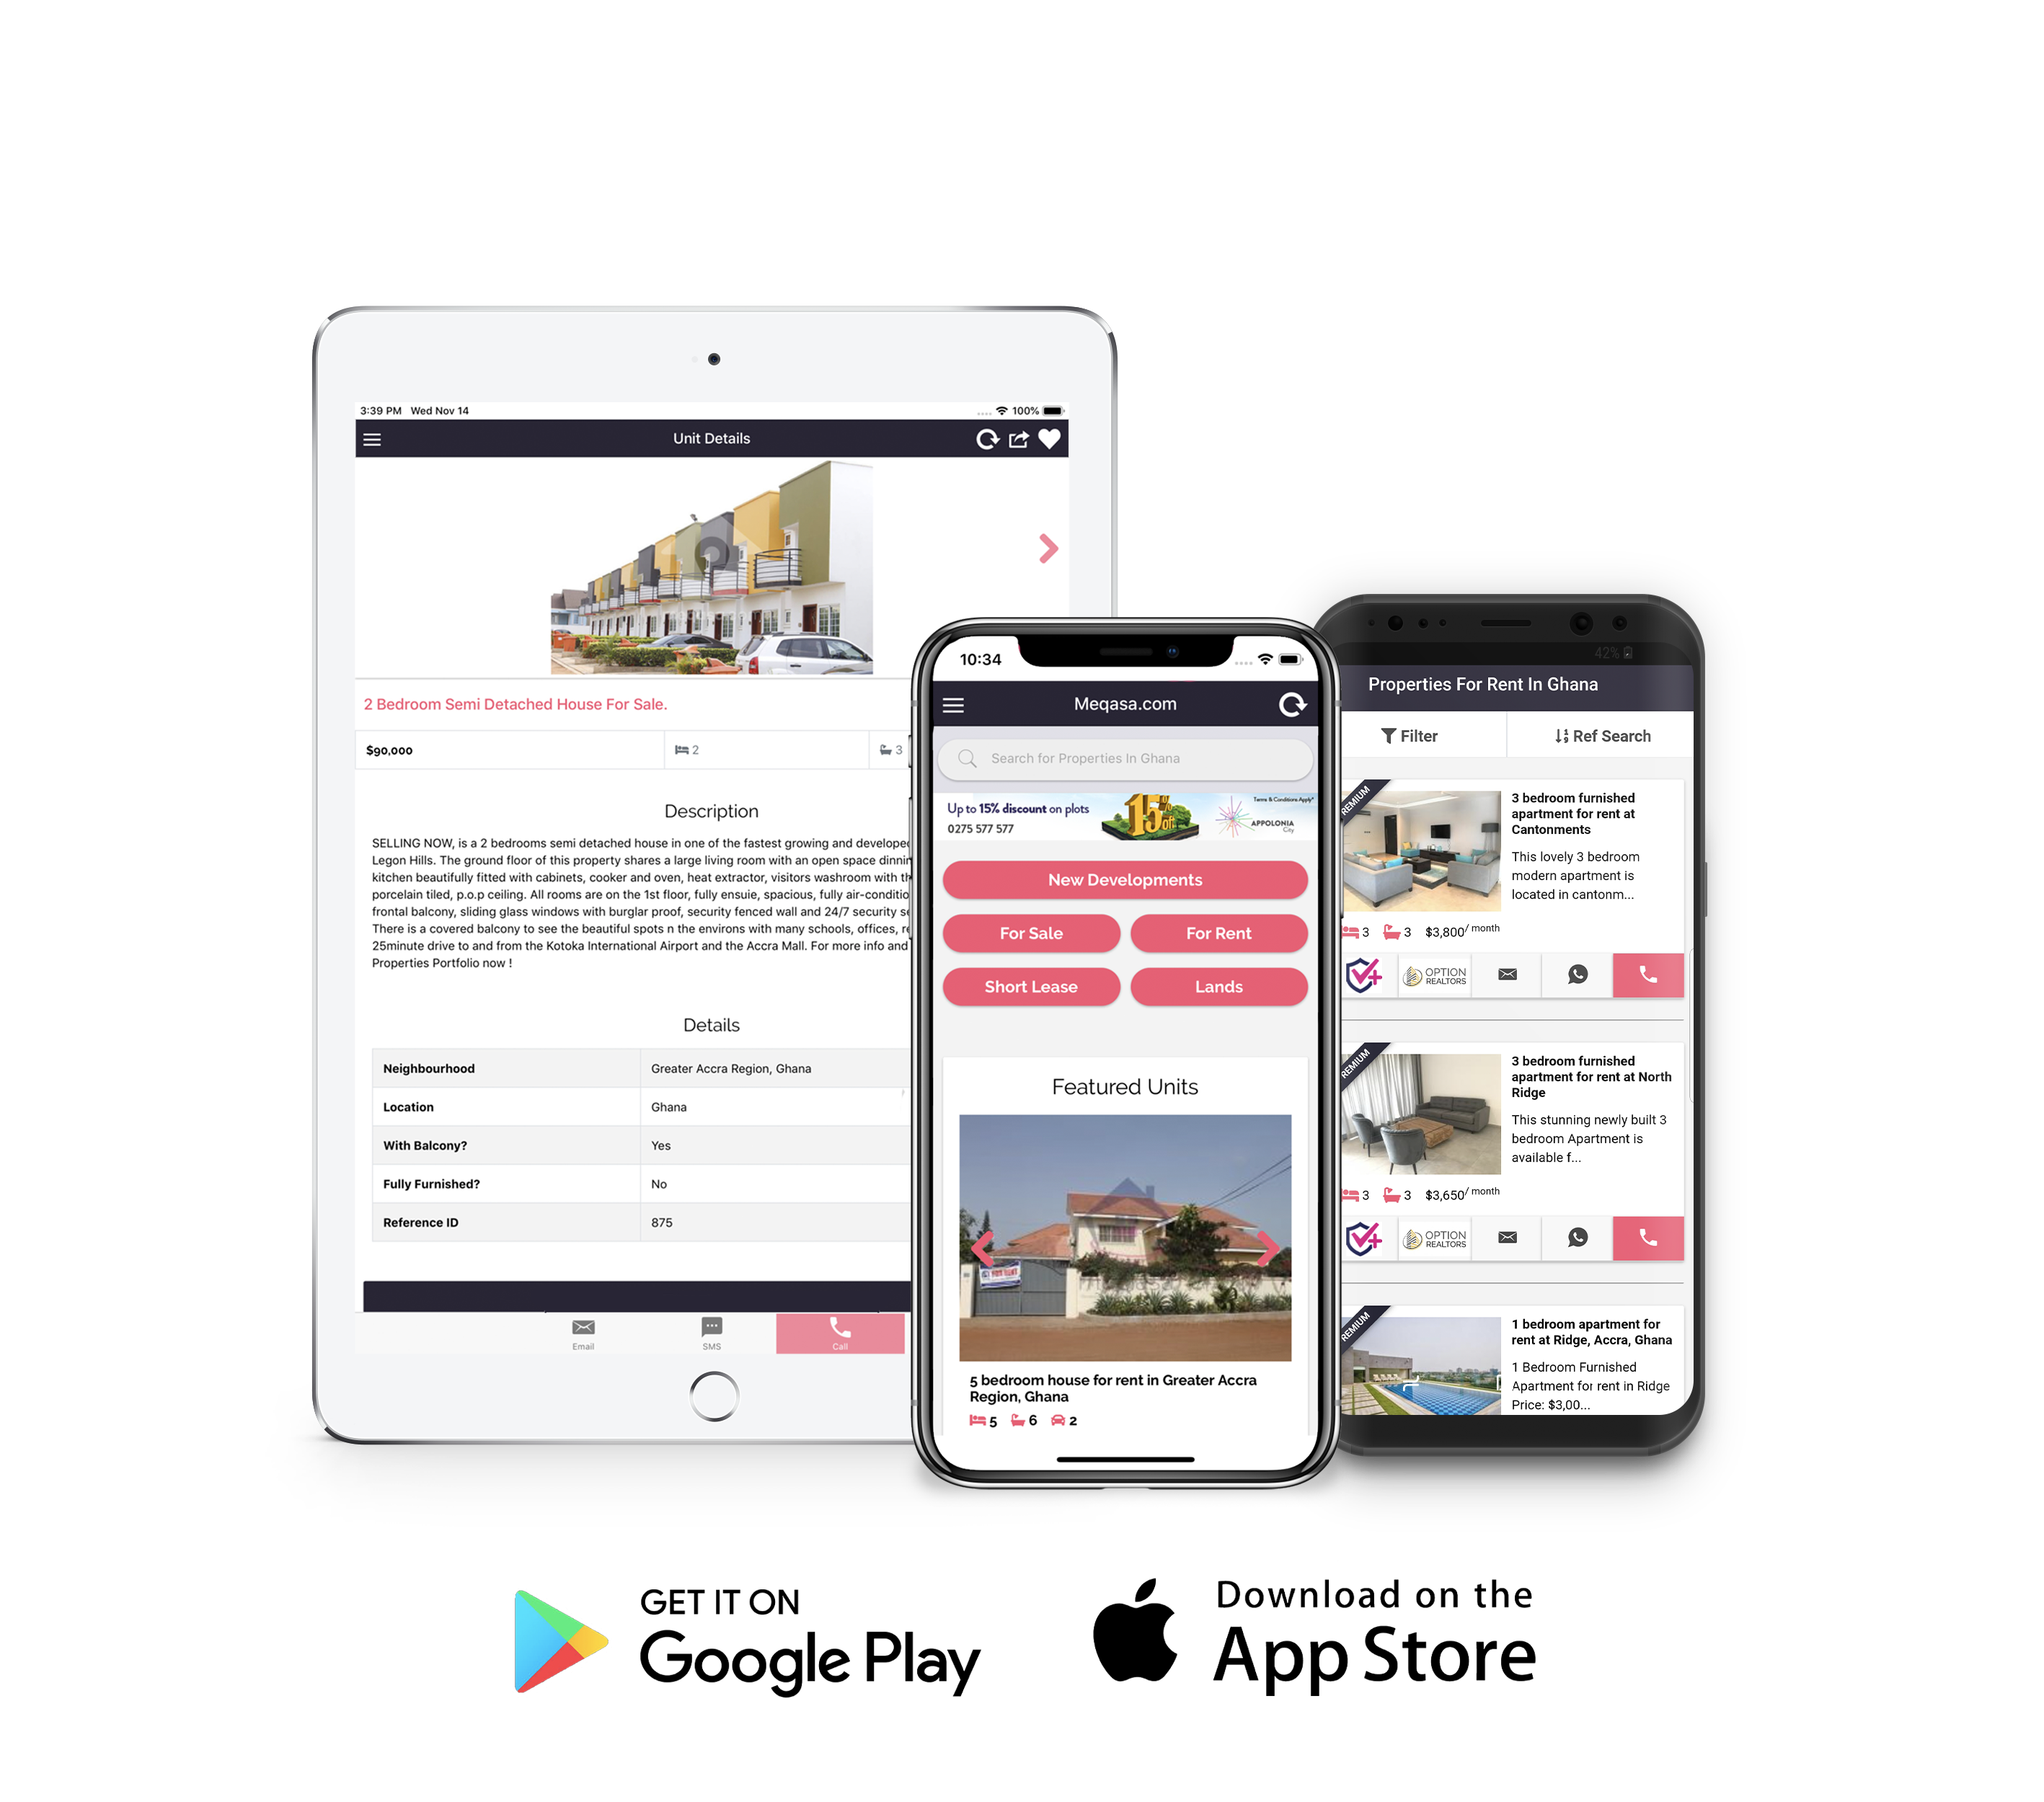 3:39 PM Wed Nov 14
100%
Unit Details
2 Bedroom Semi Detached House For Sale.
$90,000
2
3
Description
SELLING NOW, is a 2 bedrooms semi detached house in one of the fastest growing and develope
Legon Hills. The ground floor of this property shares a large living room with an open space dinni
kitchen beautifully fitted with cabinets, cooker and oven, heat extractor, visitors washroom with th
porcelain tiled, p.o.p ceiling. All rooms are on the 1st floor, fully ensuie, spacious, fully air-conditio
frontal balcony, sliding glass windows with burglar proof, security fenced wall and 24/7 security se
There is a covered balcony to see the beautiful spots n the environs with many schools, offices, re
25minute drive to and from the Kotoka International Airport and the Accra Mall. For more info and
Properties Portfolio now !
Details
Neighbourhood
Greater Accra Region, Ghana
Location
Ghana
With Balcony?
Yes
Fully Furnished?
No
Reference ID
875
Email
SMS
Call
10:34
Meqasa.com
Search for Properties In Ghana
Up to 15% discount on plots
0275 577 577
15%
off
Terms & Conditions Apply*
APPOLONIA
City
New Developments
For Sale
For Rent
Short Lease
Lands
Featured Units
FOR RENT
5 bedroom house for rent in Greater Accra
Region, Ghana
5
6
2
42%
Properties For Rent In Ghana
Filter
Ref Search
REMIUM
3 bedroom furnished
apartment for rent at
Cantonments
This lovely 3 bedroom
modern apartment is
located in cantonm...
3
3
$3,800/ month
OPTION
REALTORS
REMIUM
3 bedroom furnished
apartment for rent at North
Ridge
This stunning newly built 3
bedroom Apartment is
available f...
3
3
$3,650/ month
OPTION
REALTORS
REMIUM
1 bedroom apartment for
rent at Ridge, Accra, Ghana
1 Bedroom Furnished
Apartment for rent in Ridge
Price: $3,00...
GET IT ON
Google Play
Download on the
App Store